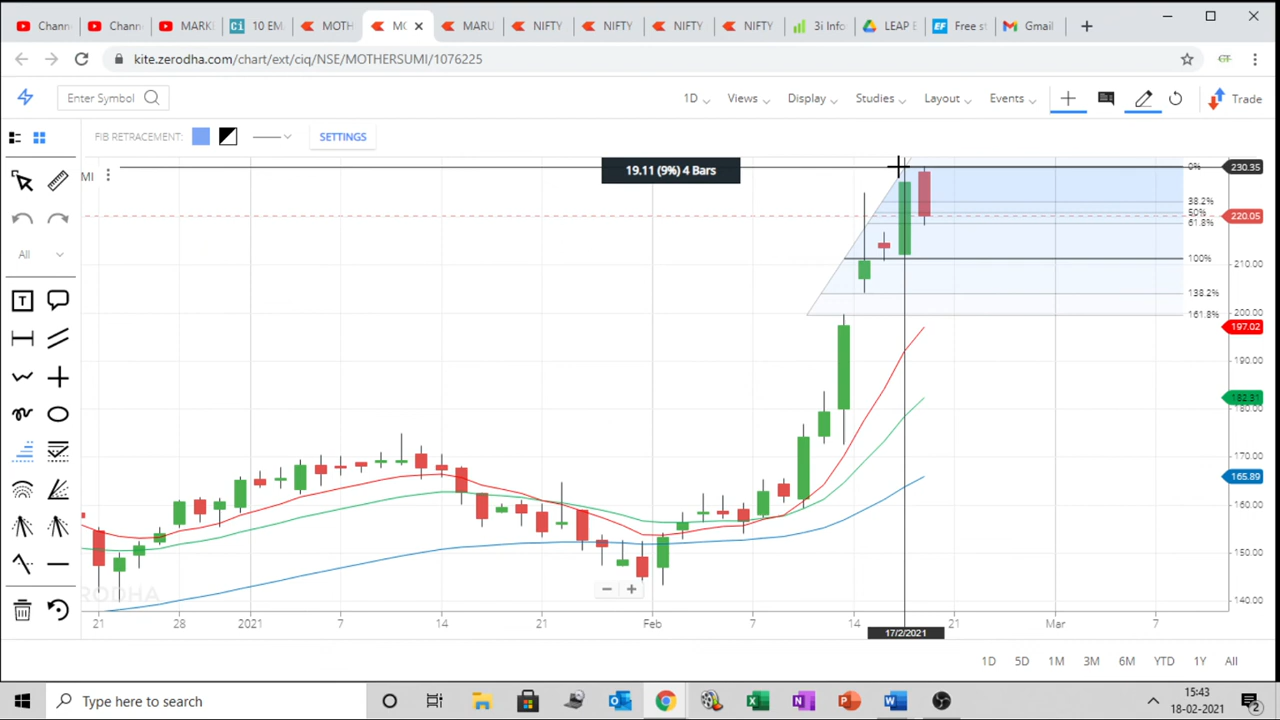 Chann
Chann
MARK
10 EM
MOTH
MO
MARU
NIFTY
NIFTY
NIFTY
NIFTY
3i Info
LEAP E
Free st
Gmail
kite.zerodha.com/chart/ext/ciq/NSE/MOTHERSUMI/1076225
Enter Symbol
1D
Views
Display
Studies
Layout
Events
Trade
FIB RETRACEMENT:
SETTINGS
MI
19.11 (9%) 4 Bars
0%
230.35
38.2%
50%
220.05
61.8%
100%
210.00
138.2%
200.00
161.8%
197.02
190.00
182.31
180.00
170.00
165.89
160.00
150.00
140.00
All
T
ZERODHA
21
28
2021
7
14
21
Feb
7
14
21
Mar
7
17/2/2021
1D
5D
1M
3M
6M
YTD
1Y
All
Type here to search
15:43
18-02-2021
2